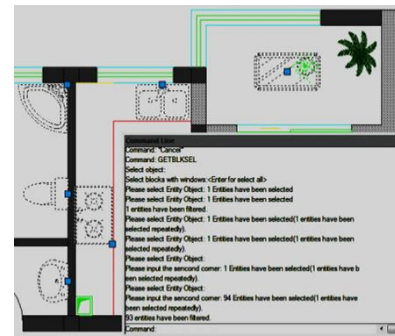 Command Line
Command: *Cancel*
Command: GETBLKSEL
Select object:
Select blocka with windows:<Enter for select all>
Please select Entity Object: 1 Entities have been selected
Please select Entity Object: 1 Entities have been selected
1 entities have been filtered.
Please select Entity Object: 1 Entities have been selected(1 entities have been
selected repeatedly).
Please select Entity Object: 1 Entities have been selected(1 entities have been
selected repeatedly).
Please select Entity Object:
Please input the sencond corner: 1 Entities have been selected(1 entities have b
een selected repeatedly).
Please select Entity Object:
Please input the sencond corner: 94 Entities have been selected(1 entities have
been selected repeatedly).
93 entities have been filtered.
Command: